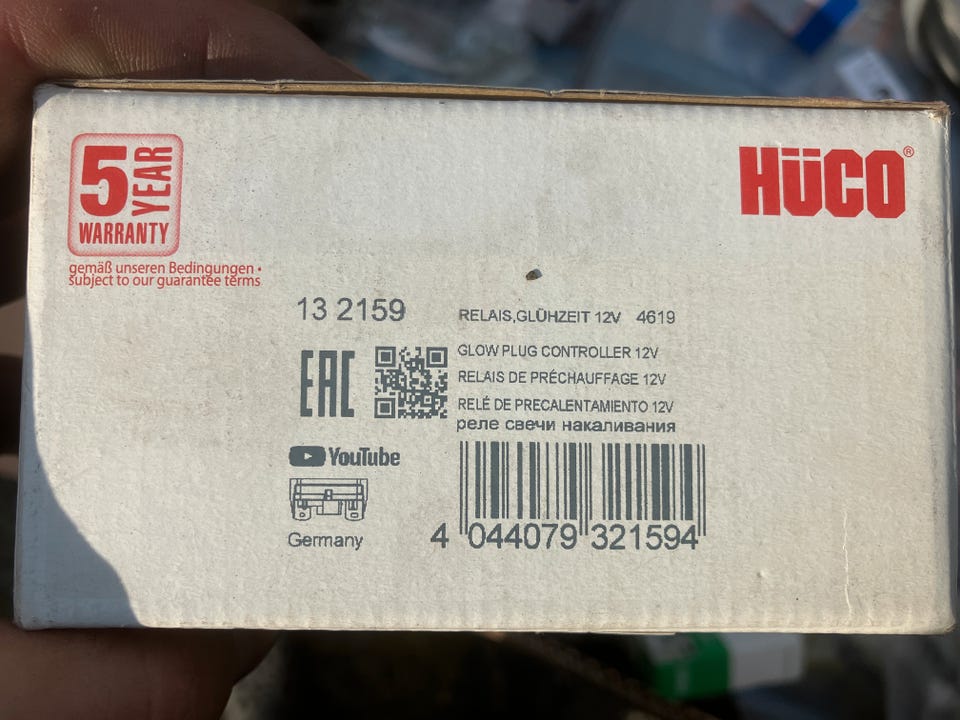 5 YEAR
WARRANTY
gemäß unseren Bedingungen •
subject to our guarantee terms
HÜCO®
13 2159
RELAIS,GLÜHZEIT 12V 4619
GLOW PLUG CONTROLLER 12V
RELAIS DE PRÉCHAUFFAGE 12V
RELÉ DE PRECALENTAMIENTO 12V
реле свечи накаливания
EAC
YouTube
Germany
4 044079 321594